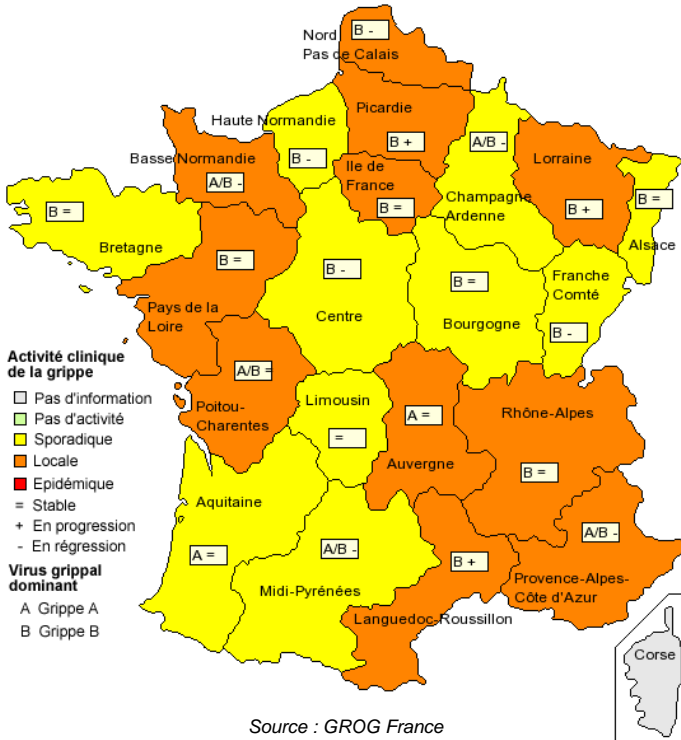 Nord
Pas de Calais
B -
Picardie
B +
Haute Normandie
B -
Basse Normandie
A/B -
Ile de
France
B =
A/B -
Champagne
Ardenne
Lorraine
B +
B =
Alsace
B =
Bretagne
B =
Pays de la
Loire
B -
Centre
B =
Bourgogne
Franche
Comté
B -
A/B =
Poitou-
Charentes
Limousin
=
A =
Auvergne
Rhône-Alpes
B =
Aquitaine
A =
A/B -
Midi-Pyrénées
B +
Languedoc-Roussillon
A/B -
Provence-Alpes-
Côte d'Azur
Corse
Activité clinique
de la grippe
Pas d'information
Pas d'activité
Sporadique
Locale
Epidémique
= Stable
+ En progression
- En régression
Virus grippal
dominant
A Grippe A
B Grippe B
Source : GROG France